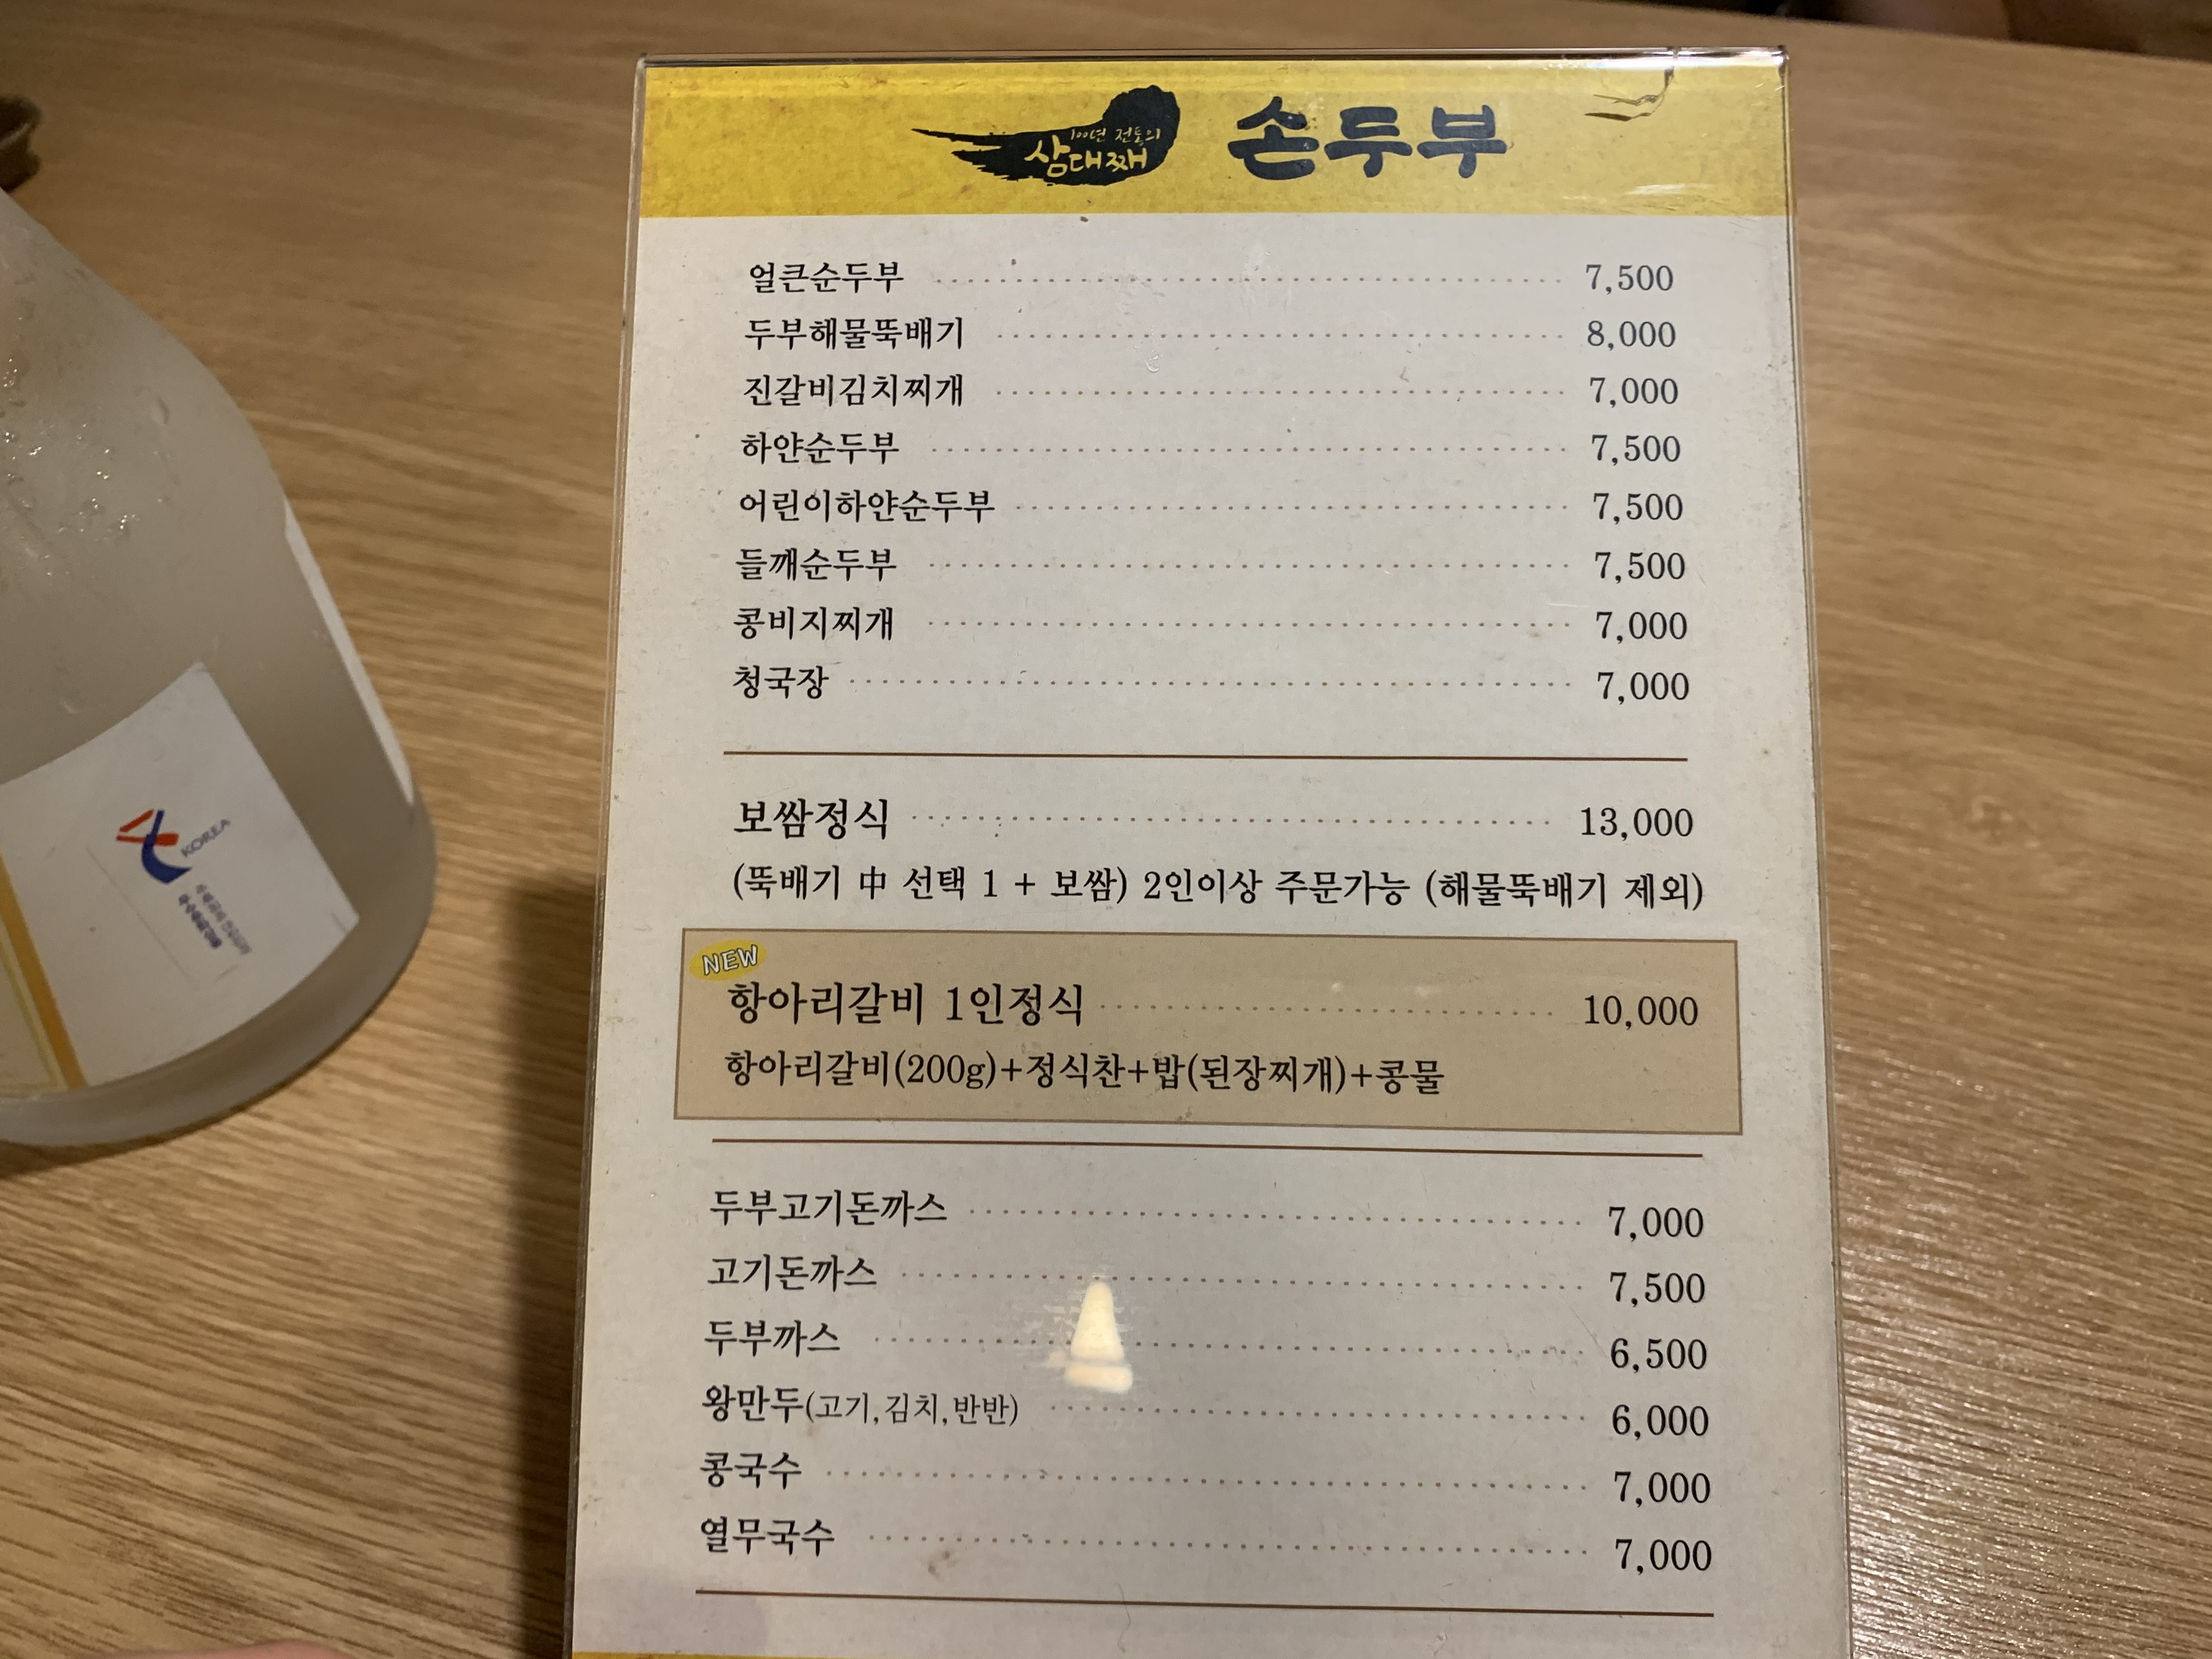 100년 전통의
삼대째
손두부
얼큰순두부 7,500
두부해물뚝배기 8,000
진갈비김치찌개 7,000
하얀순두부 7,500
어린이하얀순두부 7,500
들깨순두부 7,500
콩비지찌개 7,000
청국장 7,000
보쌈정식 13,000
(뚝배기 中 선택 1 + 보쌈) 2인이상 주문가능 (해물뚝배기 제외)
NEW
항아리갈비 1인정식 10,000
항아리갈비(200g)+정식찬+밥(된장찌개)+콩물
두부고기돈까스 7,000
고기돈까스 7,500
두부까스 6,500
왕만두(고기,김치,반반) 6,000
콩국수 7,000
열무국수 7,000
KOREA